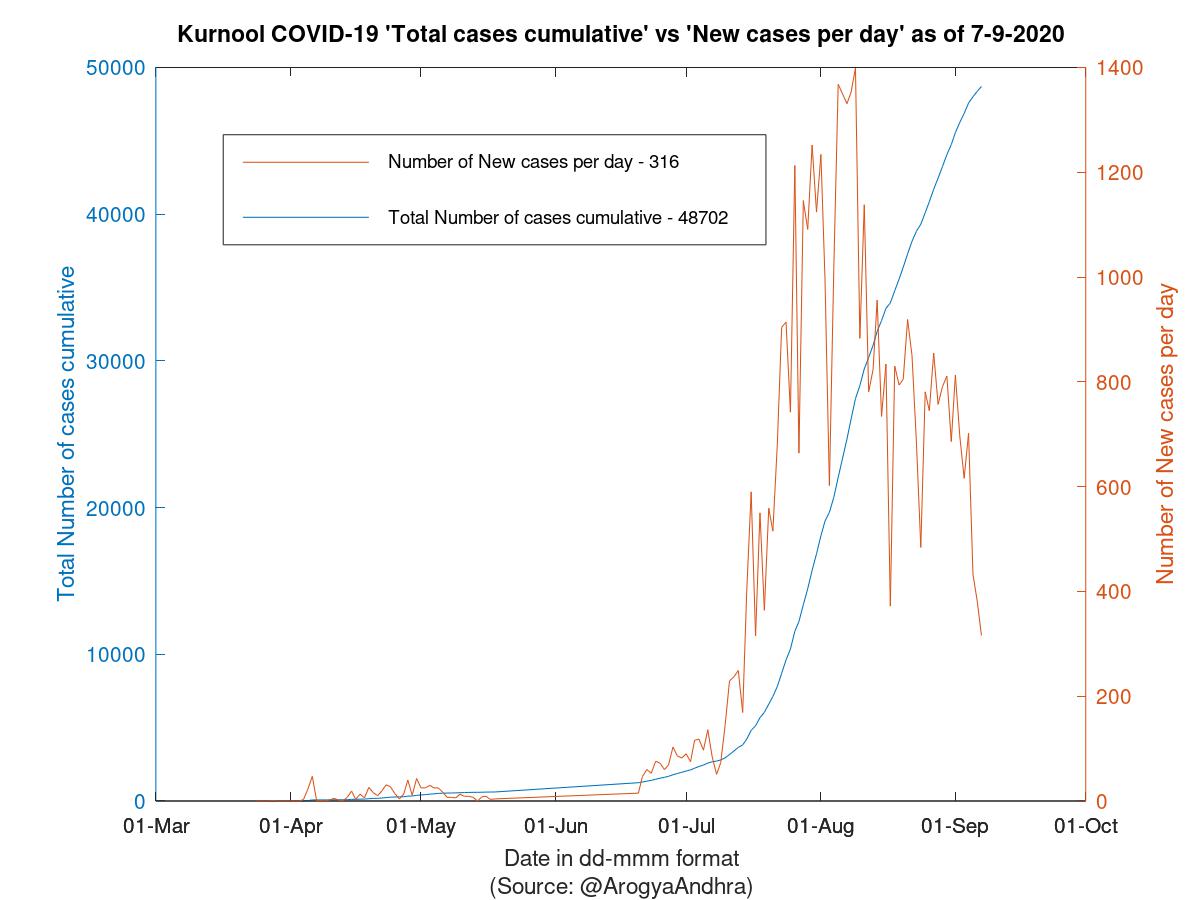 Kurnool COVID-19 'Total cases cumulative' vs 'New cases per day' as of 7-9-2020
50000
40000
30000
20000
10000
0
Total Number of cases cumulative
Number of New cases per day - 316
Total Number of cases cumulative - 48702
1400
1200
1000
800
600
400
200
0
Number of New cases per day
01-Mar 01-Apr 01-May 01-Jun 01-Jul 01-Aug 01-Sep 01-Oct
Date in dd-mmm format
(Source: @ArogyaAndhra)